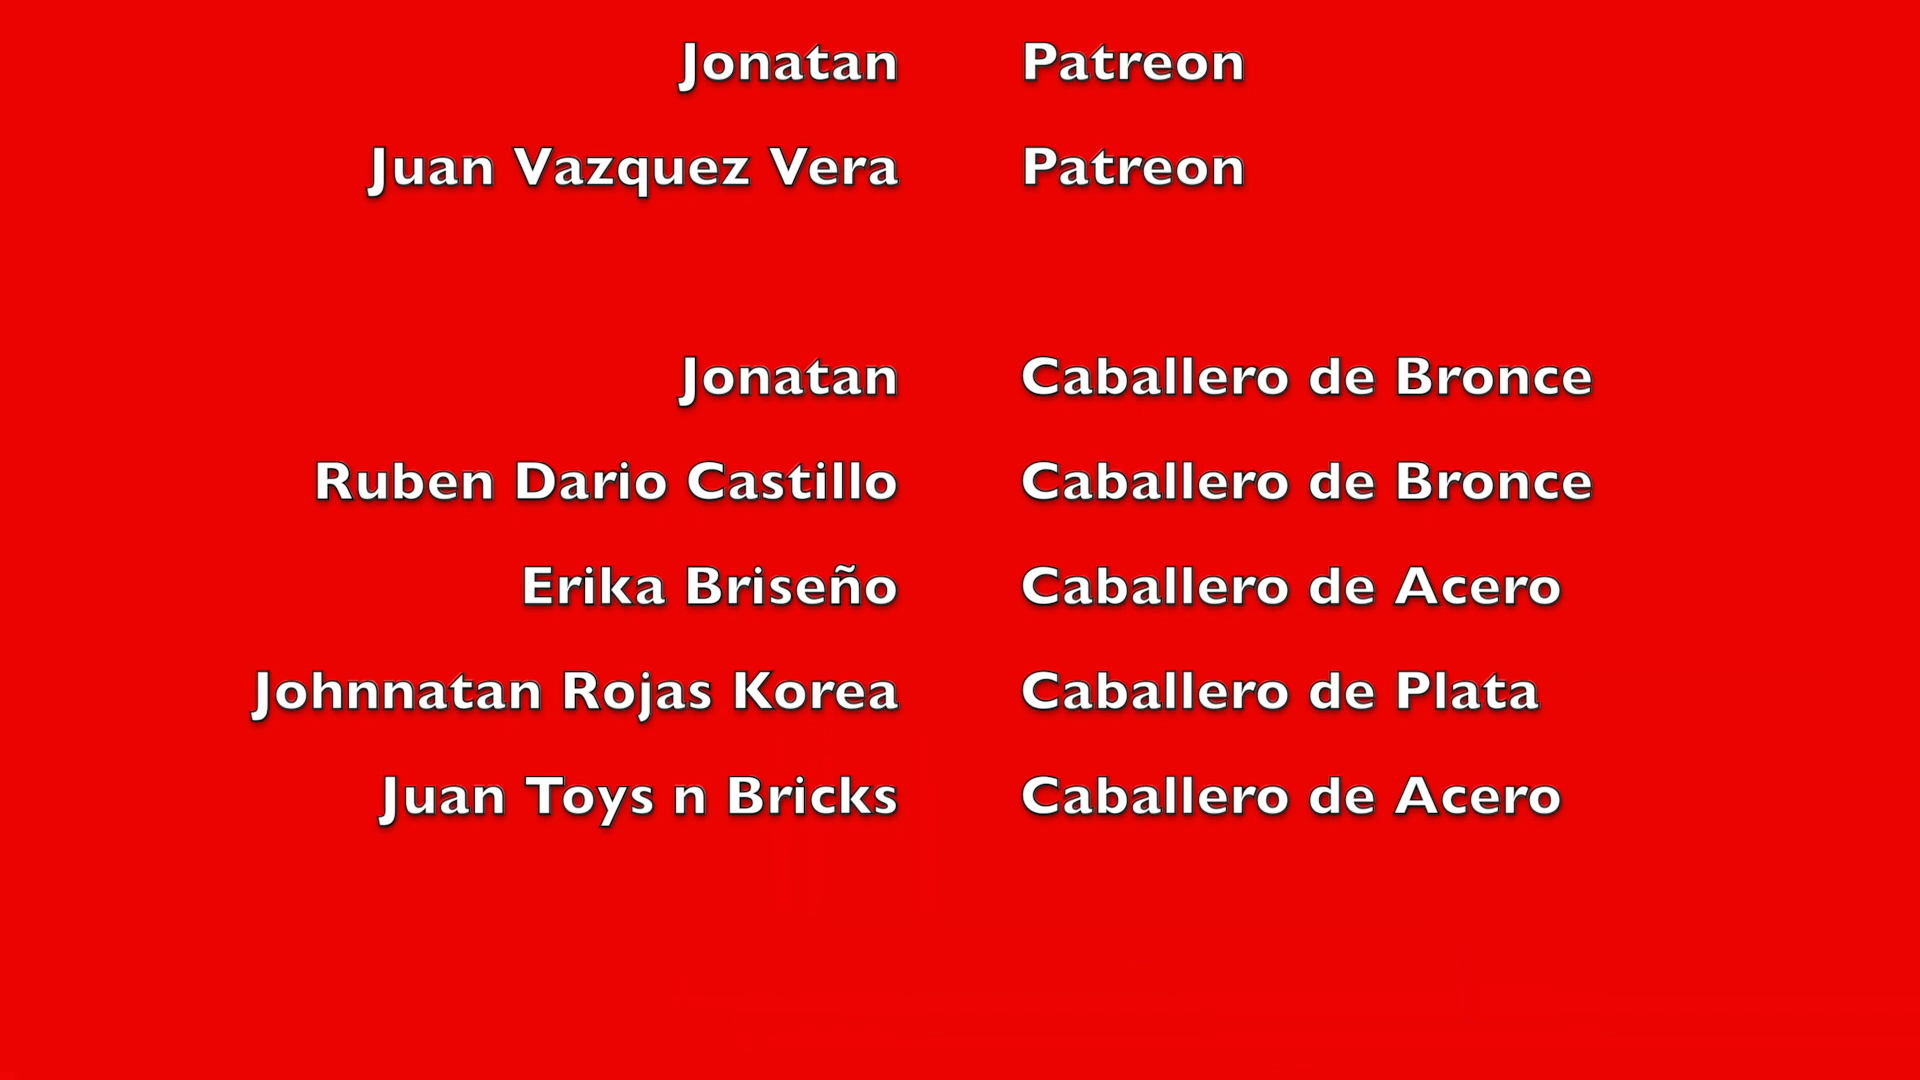 Jonatan Patreon
Juan Vazquez Vera Patreon
Jonatan Caballero de Bronce
Ruben Dario Castillo Caballero de Bronce
Erika Briseño Caballero de Acero
Johnnatan Rojas Korea Caballero de Plata
Juan Toys n Bricks Caballero de Acero